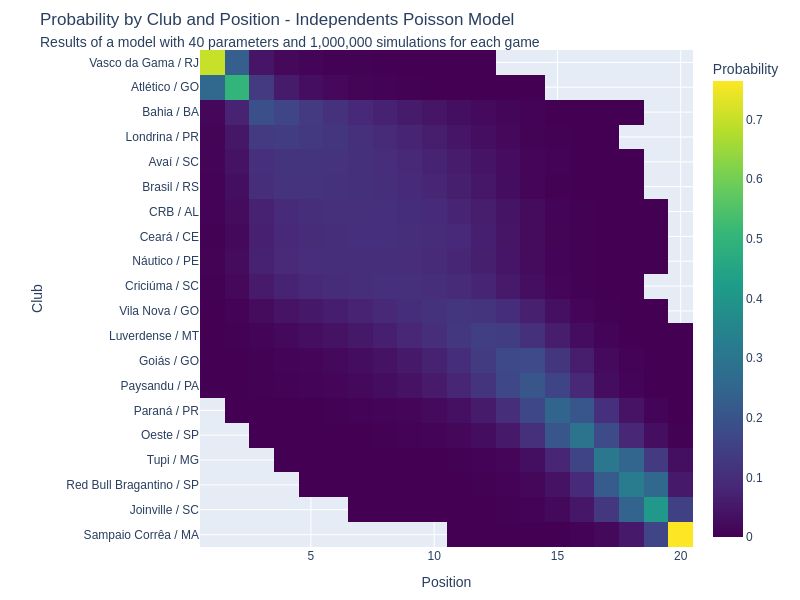 Probability by Club and Position - Independents Poisson Model
Results of a model with 40 parameters and 1,000,000 simulations for each game
Probability
Club
Vasco da Gama / RJ
Atlético / GO
Bahia / BA
Londrina / PR
Avaí / SC
Brasil / RS
CRB / AL
Ceará / CE
Náutico / PE
Criciúma / SC
Vila Nova / GO
Luverdense / MT
Goiás / GO
Paysandu / PA
Paraná / PR
Oeste / SP
Tupi / MG
Red Bull Bragantino / SP
Joinville / SC
Sampaio Corrêa / MA
0.7
0.6
0.5
0.4
0.3
0.2
0.1
0
5 10 15 20
Position